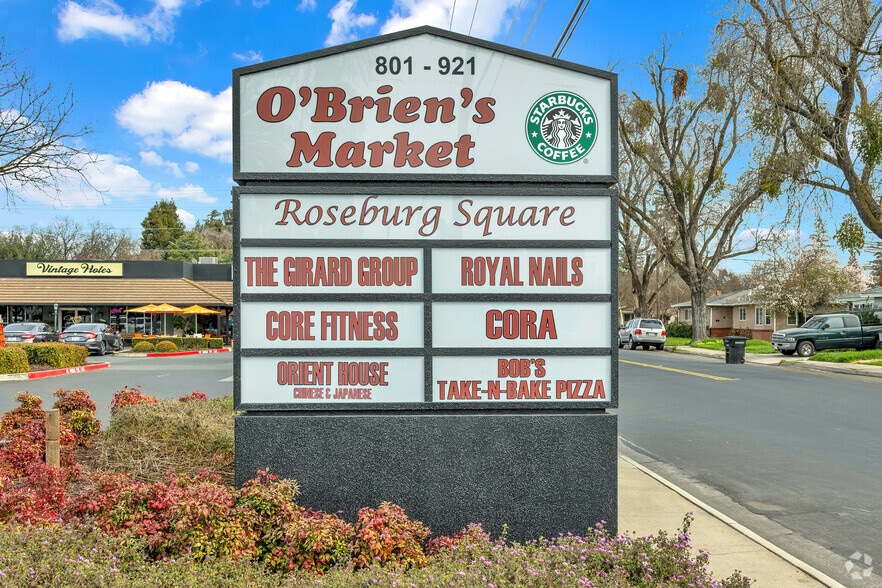 801 - 921
O'Brien's
Market
STARBUCKS
COFFEE
Roseburg Square
THE GIRARD GROUP
ROYAL NAILS
CORE FITNESS
CORA
ORIENT HOUSE
CHINESE & JAPANESE
BOB'S
TAKE-N-BAKE PIZZA
Vintage Holes